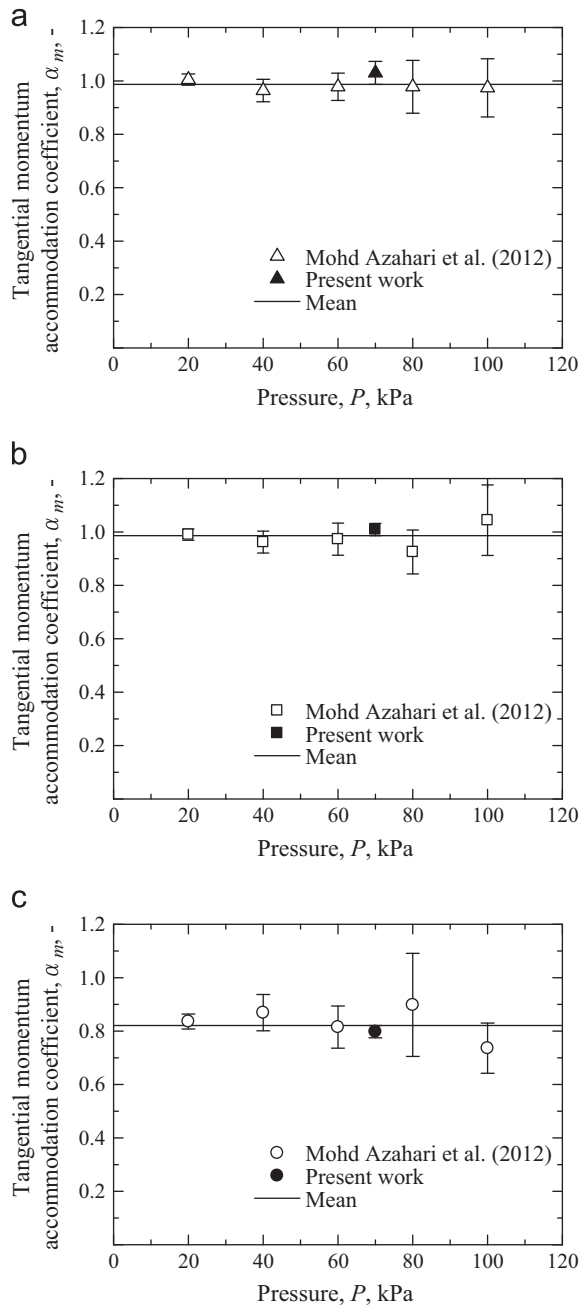 a
1.2
1.0
0.8
0.6
0.4
0.2
Tangential momentum
accommodation coefficient, α m, -
Mohd Azahari et al. (2012)
Present work
Mean
0 20 40 60 80 100 120
Pressure, P, kPa
b
1.2
1.0
0.8
0.6
0.4
0.2
Tangential momentum
accommodation coefficient, α m, -
Mohd Azahari et al. (2012)
Present work
Mean
0 20 40 60 80 100 120
Pressure, P, kPa
c
1.2
1.0
0.8
0.6
0.4
0.2
Tangential momentum
accommodation coefficient, α m, -
Mohd Azahari et al. (2012)
Present work
Mean
0 20 40 60 80 100 120
Pressure, P, kPa